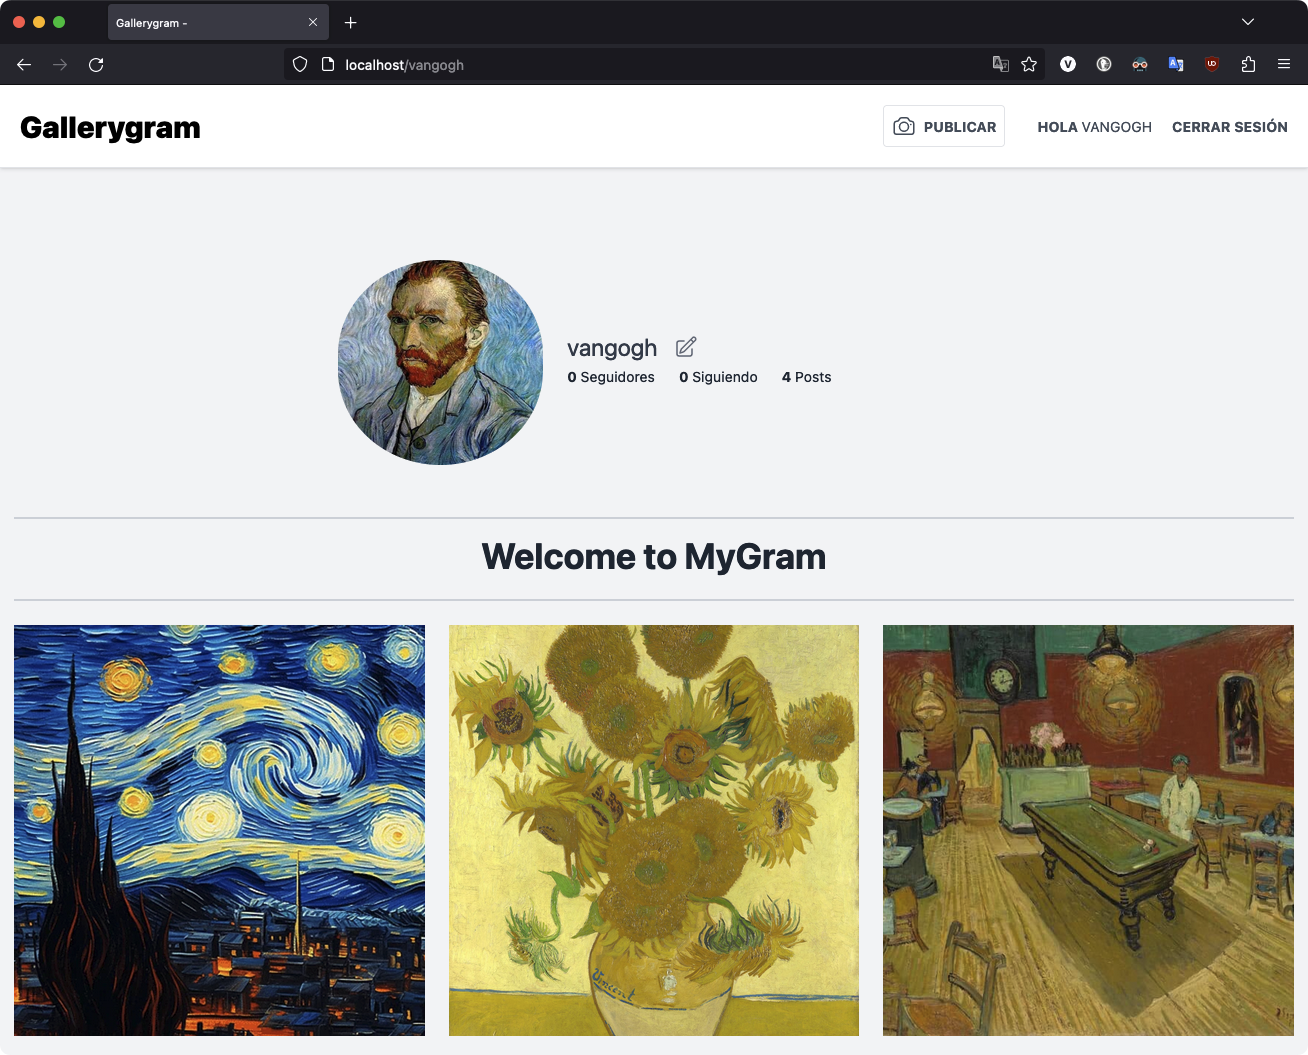 Gallerygram -
localhost/vangogh
Gallerygram
PUBLICAR
HOLA VANGOGH
CERRAR SESIÓN
vangogh
0 Seguidores 0 Siguiendo 4 Posts
Welcome to MyGram
Vincent